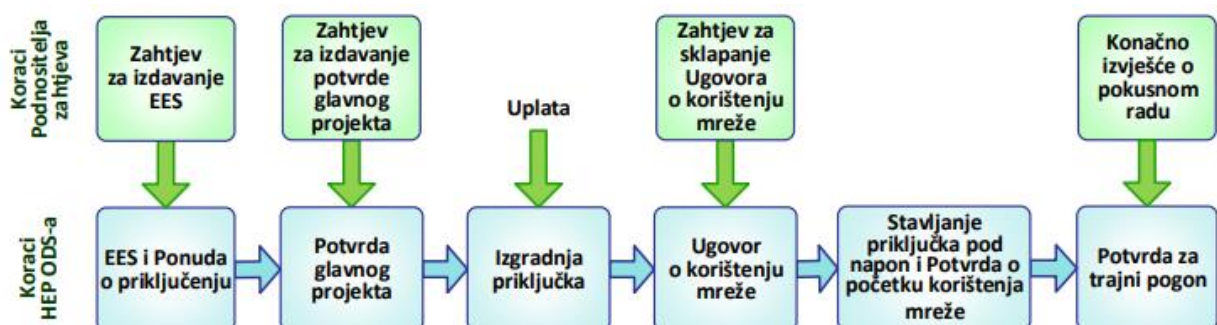 Koraci
Podnositelja
zahtjeva
Zahtjev
za izdavanje
EES
Zahtjev
za izdavanje
potvrde
glavnog
projekta
Uplata
Zahtjev za
sklapanje
Ugovora
o korištenju
mreže
Konačno
izvješće o
pokusnom
radu
Koraci
HEP ODS-a
EES i Ponuda
o priključenju
Potvrda
glavnog
projekta
Izgradnja
priključka
Ugovor
o korištenju
mreže
Stavljanje
priključka pod
napon i Potvrda o
početku korištenja
mreže
Potvrda za
trajni pogon